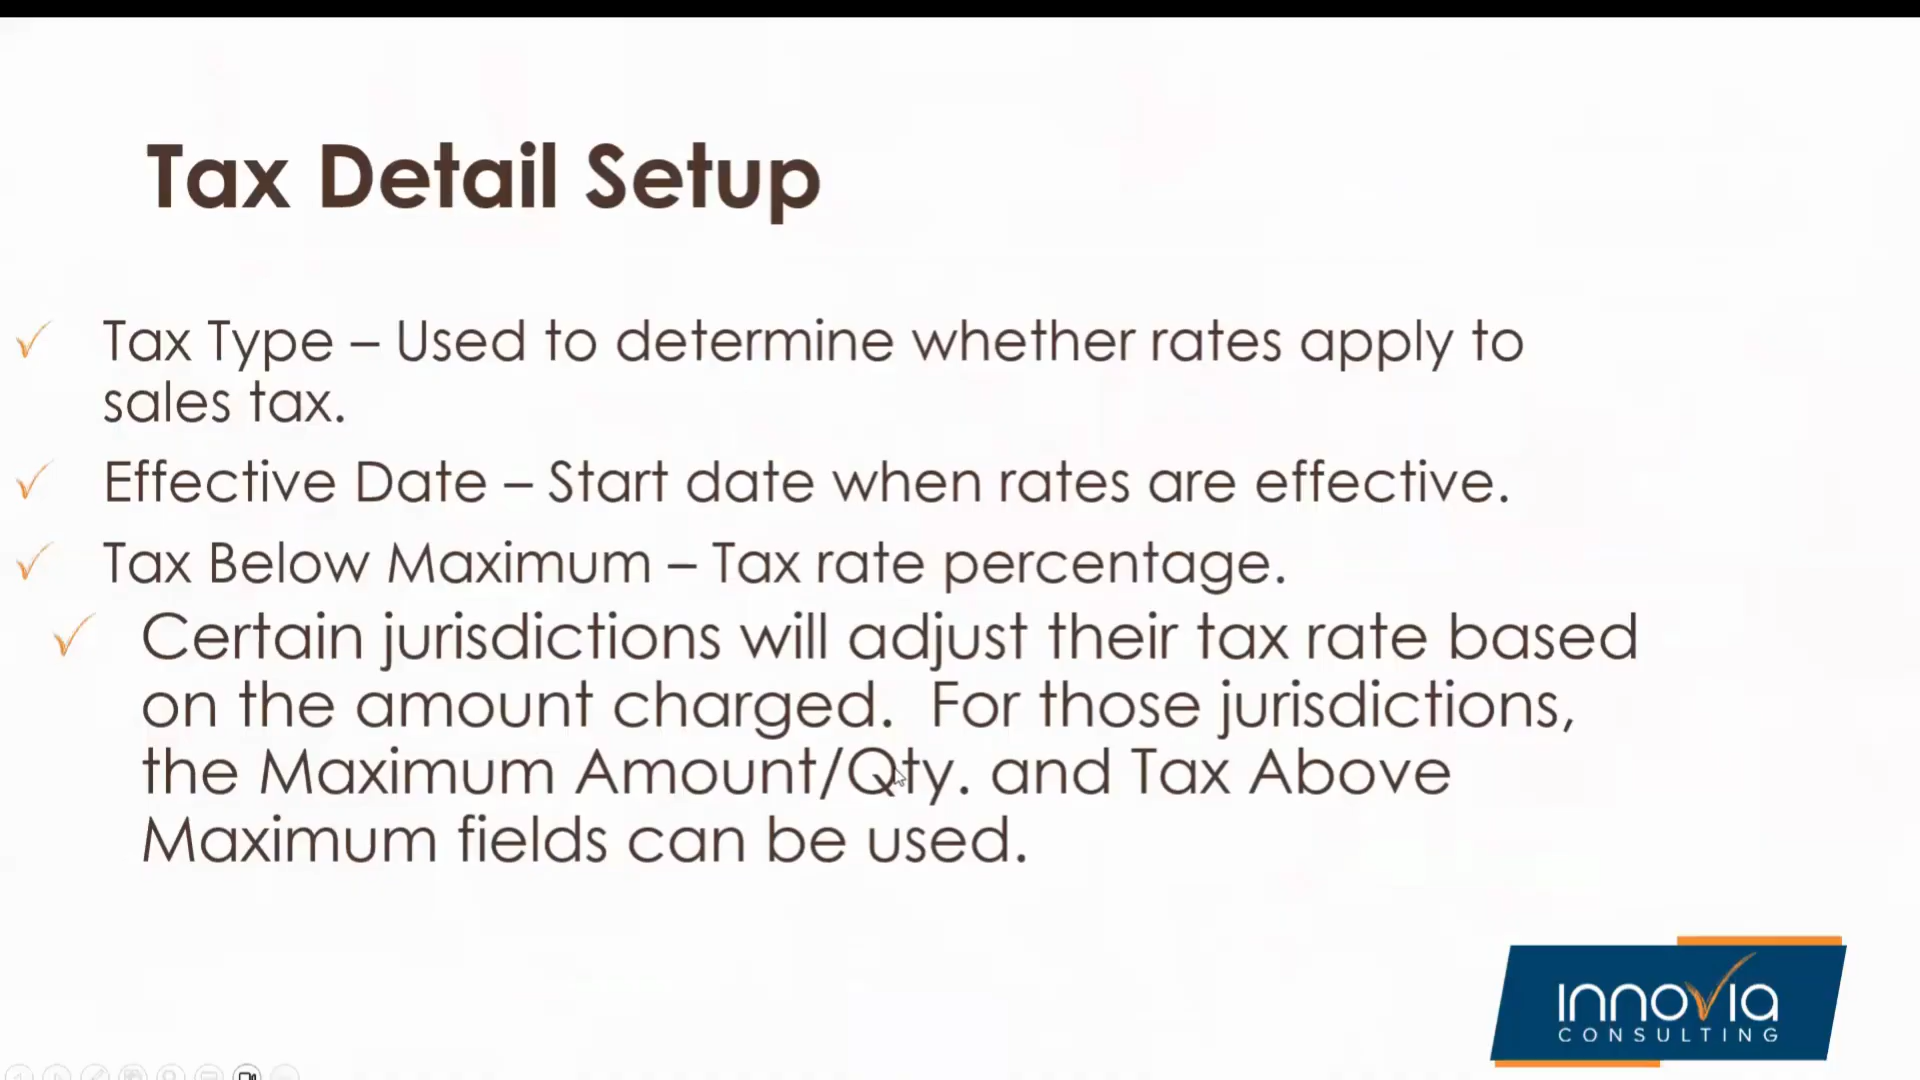 Tax Detail Setup
Tax Type – Used to determine whether rates apply to
sales tax.
Effective Date – Start date when rates are effective.
Tax Below Maximum – Tax rate percentage.
Certain jurisdictions will adjust their tax rate based
on the amount charged.  For those jurisdictions,
the Maximum Amount/Qty. and Tax Above
Maximum fields can be used.
innovia
CONSULTING